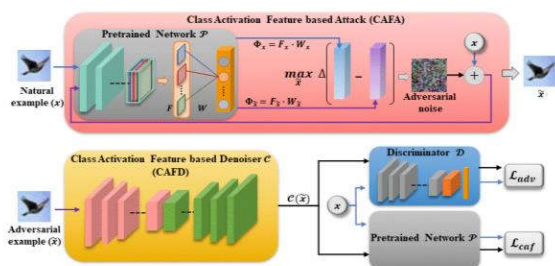 Class Activation Feature based Attack (CAFA)
Pretrained Network 𝒫
Φₓ = Fₓ · Wₓ
x
max Δ
x̃
−
+
Natural
example (x)
F
W
Φx̃ = Fx̃ · Wx̃
Adversarial
noise
x̃
Class Activation Feature based Denoiser 𝒞
(CAFD)
Discriminator 𝒟
ℒadv
𝒞(x̃)
x
Adversarial
example (x̃)
Pretrained Network 𝒫
ℒcaf